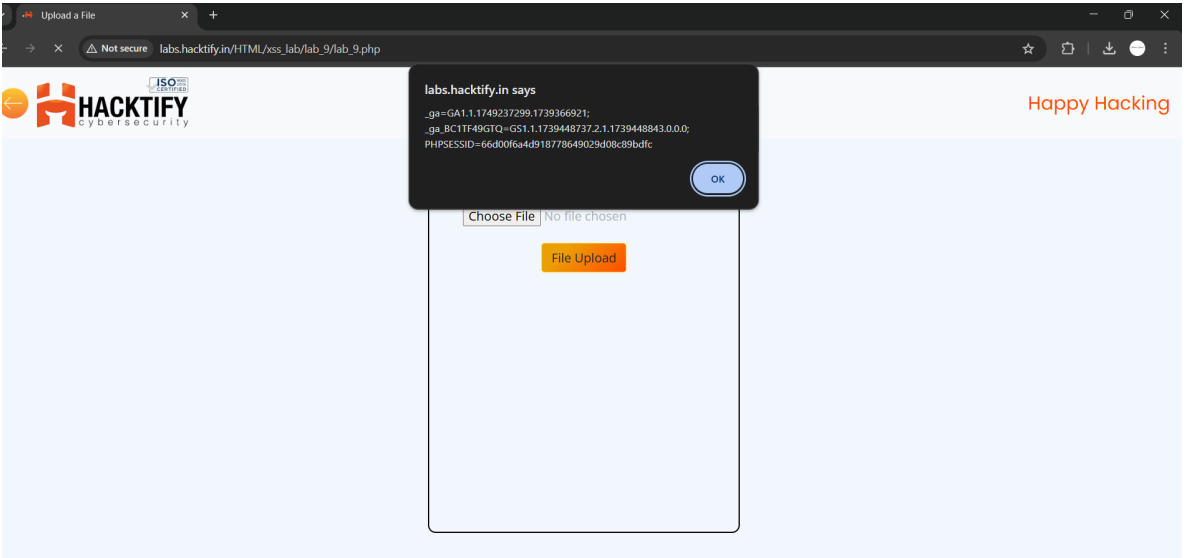 Upload a File
Not secure labs.hacktify.in/HTML/xss_lab/lab_9/lab_9.php
ISO
CERTIFIED
HACKTIFY
cybersecurity
Happy Hacking
labs.hacktify.in says
_ga=GA1.1.1749237299.1739366921;
_ga_BC1TF49GTQ=GS1.1.1739448737.2.1.1739448843.0.0.0;
PHPSESSID=66d00f6a4d918778649029d08c89bdfc
OK
Choose File No file chosen
File Upload